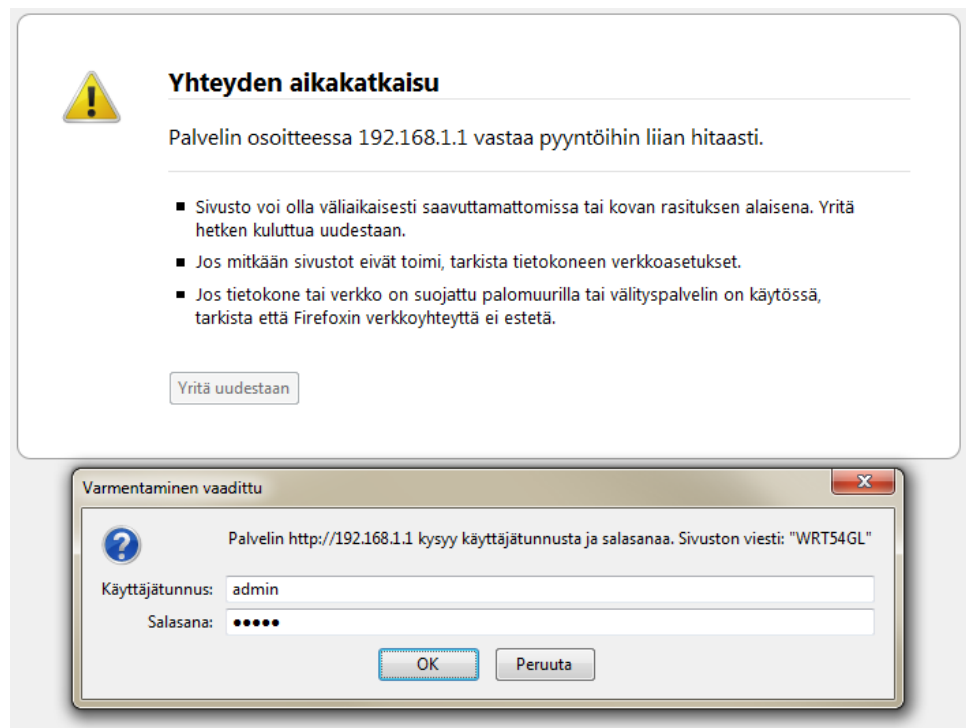 Yhteyden aikakatkaisu
Palvelin osoitteessa 192.168.1.1 vastaa pyyntöihin liian hitaasti.
Sivusto voi olla väliaikaisesti saavuttamattomissa tai kovan rasituksen alaisena. Yritä
hetken kuluttua uudestaan.
Jos mitkään sivustot eivät toimi, tarkista tietokoneen verkkoasetukset.
Jos tietokone tai verkko on suojattu palomuurilla tai välityspalvelin on käytössä,
tarkista että Firefoxin verkkoyhteyttä ei estetä.
Yritä uudestaan
Varmentaminen vaadittu
Palvelin http://192.168.1.1 kysyy käyttäjätunnusta ja salasanaa. Sivuston viesti: "WRT54GL"
Käyttäjätunnus: admin
Salasana: •••••
OK Peruuta